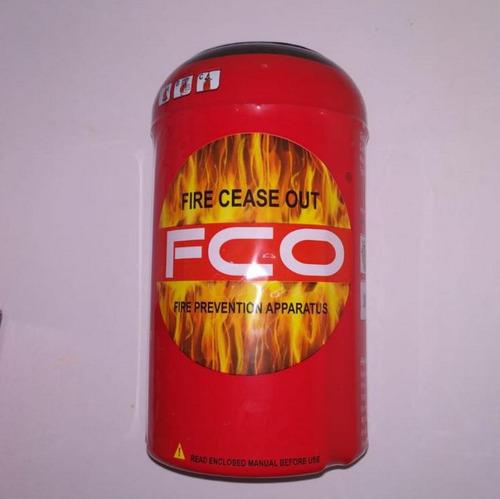 FIRE CEASE OUT
FCO
FIRE PREVENTION APPARATUS
READ ENCLOSED MANUAL BEFORE USE